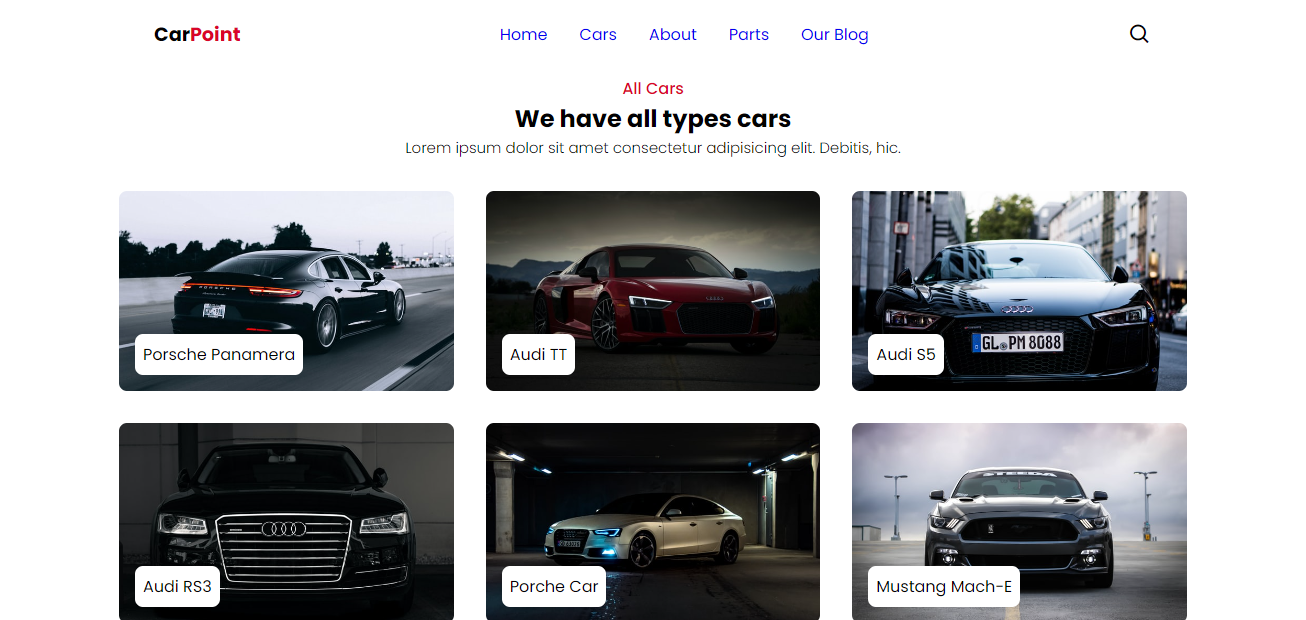 CarPoint
Home Cars About Parts Our Blog
All Cars
We have all types cars
Lorem ipsum dolor sit amet consectetur adipisicing elit. Debitis, hic.
PORSCHE
Porsche Panamera
Audi TT
GL PM 8088
Audi S5
Audi RS3
Porche Car
STEEDA
Mustang Mach-E